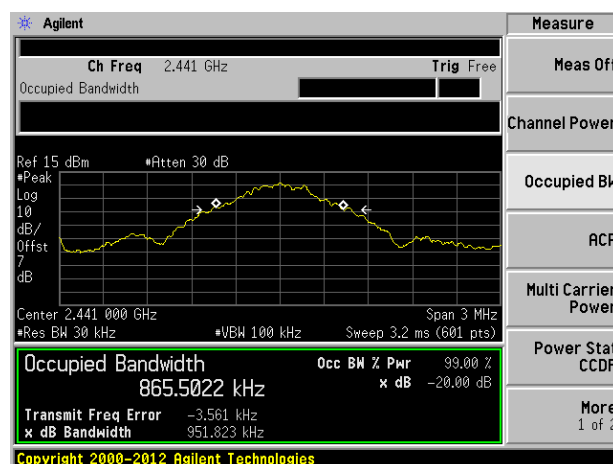 Agilent
Measure
Ch Freq 2.441 GHz Trig Free
Occupied Bandwidth
Meas Off
Channel Power
Occupied BW
ACP
Multi Carrier Power
Power Stat CCDF
More
1 of 2
Ref 15 dBm #Atten 30 dB
#Peak
Log
10
dB/
Offst
7
dB
Center 2.441 000 GHz Span 3 MHz
#Res BW 30 kHz #VBW 100 kHz Sweep 3.2 ms (601 pts)
Occupied Bandwidth Occ BW % Pwr 99.00 %
865.5022 kHz x dB -20.00 dB
Transmit Freq Error -3.561 kHz
x dB Bandwidth 951.823 kHz
Copyright 2000-2012 Agilent Technologies